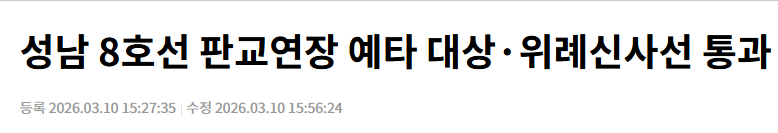 성남 8호선 판교연장 예타 대상·위례신사선 통과
등록 2026.03.10 15:27:35 | 수정 2026.03.10 15:56:24